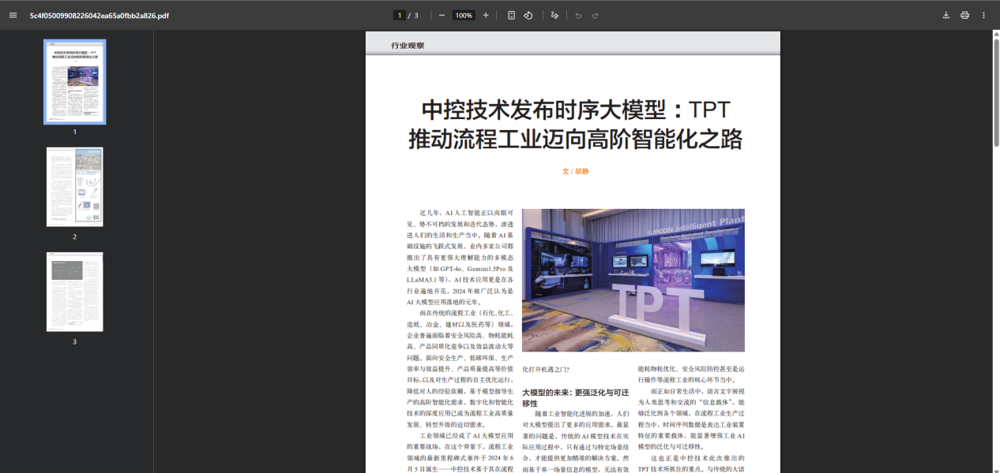 5c4f05009908226042ea65a0fbb2a826.pdf
1 / 3
100%
1
2
3
行业观察
中控技术发布时序大模型：TPT
推动流程工业迈向高阶智能化之路
文 / 胡静
近几年，AI 人工智能正以肉眼可
见、势不可挡的发展和迭代态势，渗透
进人们的生活和生产当中。随着 AI 基
础设施的飞跃式发展，业内多家公司都
推出了具有更强大理解能力的多模态
大模型（如 GPT-4o、Gemini1.5Pro 及
LLaMA3.1 等），AI 技术应用更是在各
行业遍地开花，2024 年被广泛认为是
AI 大模型应用落地的元年。
而在传统的流程工业（石化、化工、
造纸、冶金、建材以及医药等）领域，
企业普遍面临着安全风险高、物耗能耗
高、产品同质化竞争以及效益波动大等
问题。面向安全生产、低碳环保、生产
效率与效益提升、产品质量提高等价值
目标，以及对生产过程的自主优化运行，
降低对人的经验依赖，基于模型指导生
产的高阶智能化需求，数字化和智能化
技术的深度应用已成为流程工业高质量
发展、转型升级的迫切需求。
工业领域已经成了 AI 大模型应用
的重要战场，在这个背景下，流程工业
领域的最新里程碑式事件于 2024 年 6
月 5 日诞生——中控技术基于其在流程
SUPCON Intelligent Plant
TPT
化打开机遇之门？
大模型的未来：更强泛化与可迁
移性
随着工业智能化进展的加速，人们
对大模型提出了更多的应用需求。最显
著的问题是，传统的 AI 模型技术在实
际应用过程中，只有通过与特定场景结
合，才能提供更加精准的解决方案。然
而基于单一场景信息的模型，无法有效
能耗物耗优化、安全风险防控甚至是运
行操作等流程工业的核心环节当中。
而正如日常生活中，语言文字被视
为人类思考和交流的“信息载体”，能
够泛化到各个领域，在流程工业生产过
程当中，时间序列数据是表达工业装置
特征的重要载体，能显著增强工业 AI
模型的泛化与可迁移性。
这也正是中控技术此次推出的
TPT 技术所抓住的重点。与传统的大语